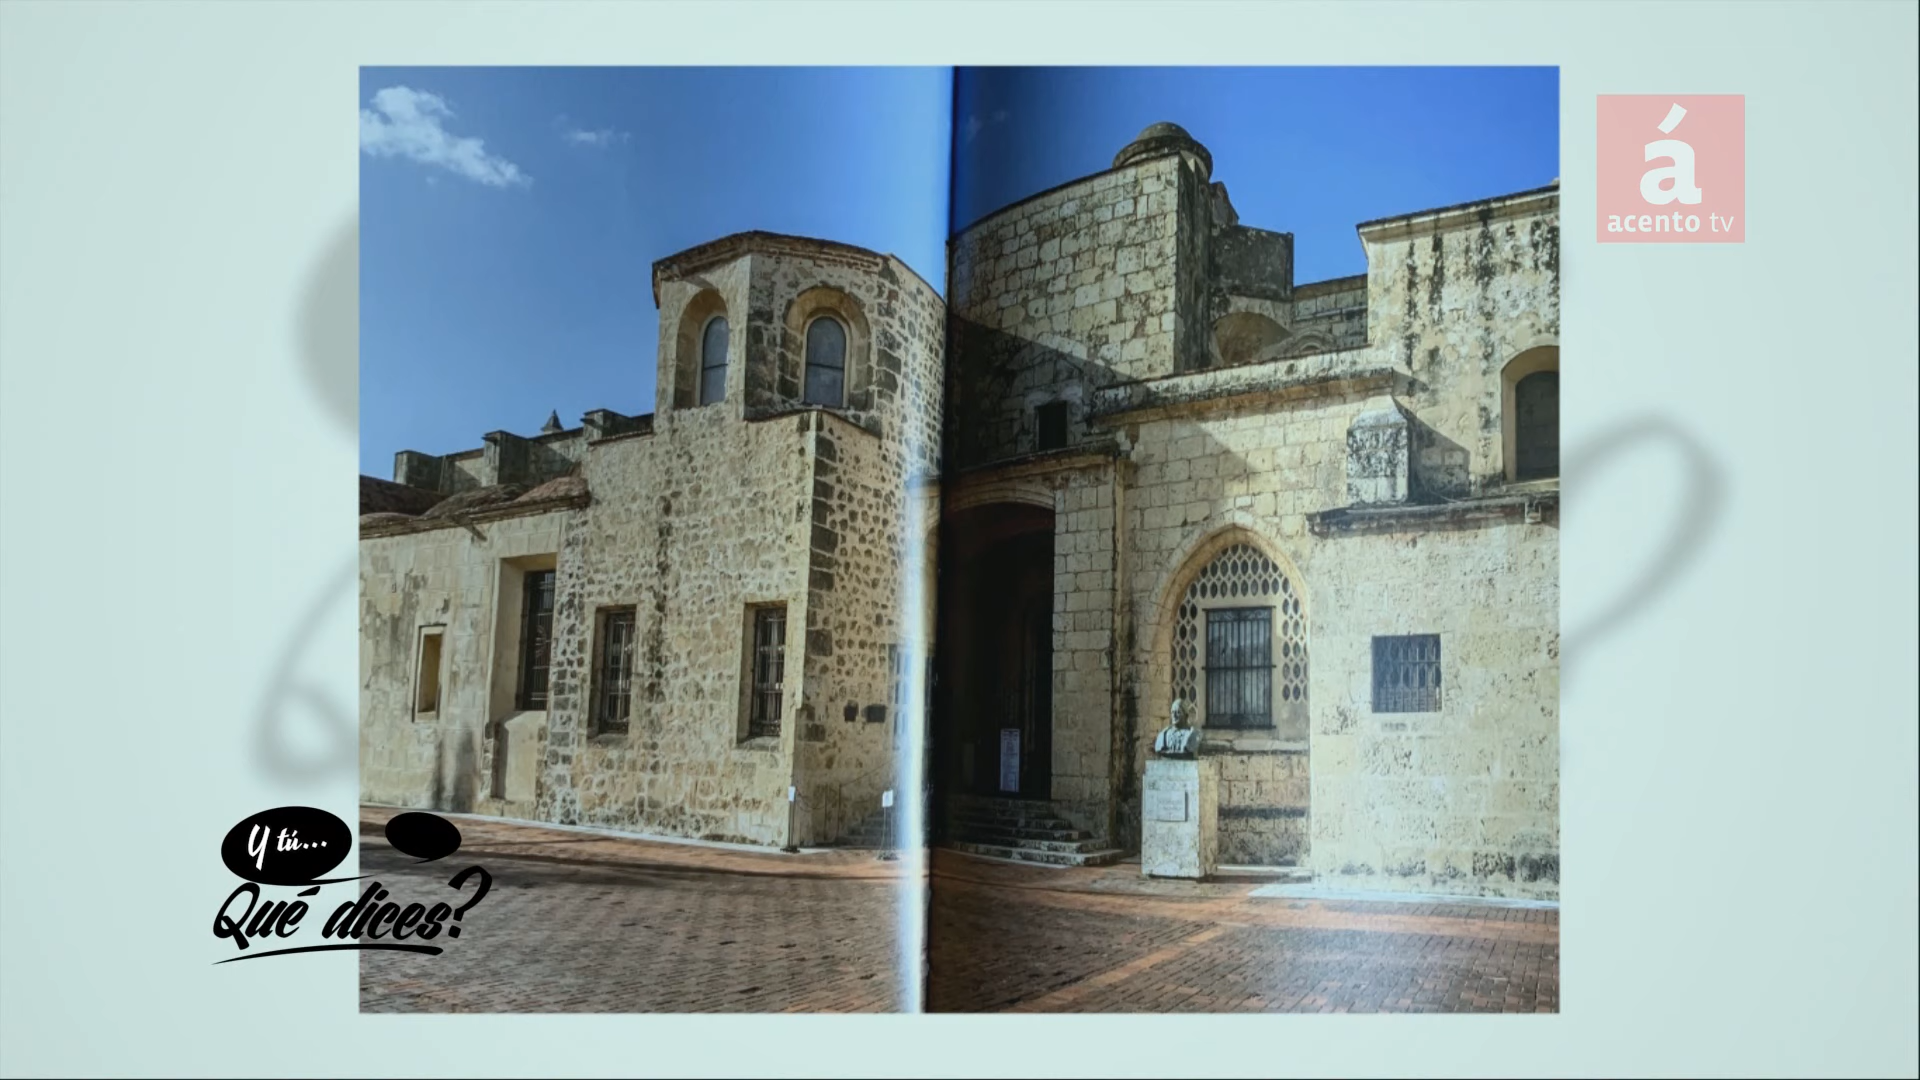 á
acento tv
Y tú...
Qué dices?